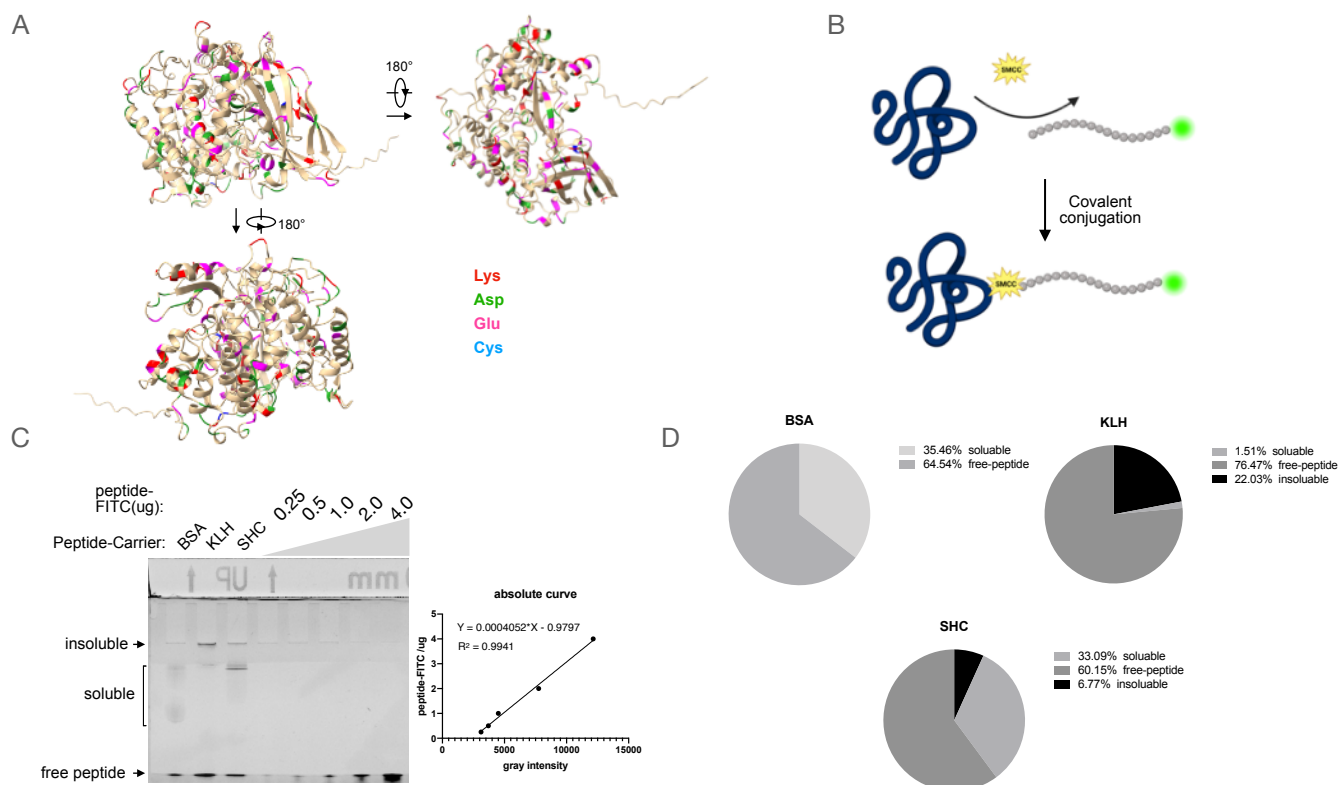 A
180°
180°
Lys
Asp
Glu
Cys
B
SMCC
Covalent
conjugation
SMCC
C
peptide-
FITC(ug):
0.25
0.5
1.0
2.0
4.0
Peptide-Carrier:
BSA
KLH
SHC
UP
mm
insoluble
soluble
free peptide
absolute curve
Y = 0.0004052*X - 0.9797
R² = 0.9941
peptide-FITC /ug
5
4
3
2
1
0
0
5000
10000
15000
gray intensity
D
BSA
35.46% soluable
64.54% free-peptide
KLH
1.51% soluable
76.47% free-peptide
22.03% insoluable
SHC
33.09% soluable
60.15% free-peptide
6.77% insoluable